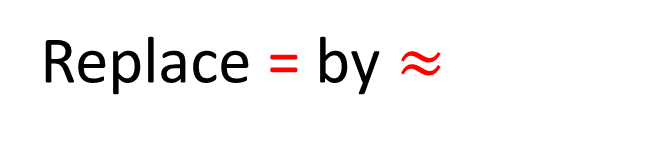 Replace = by ≈